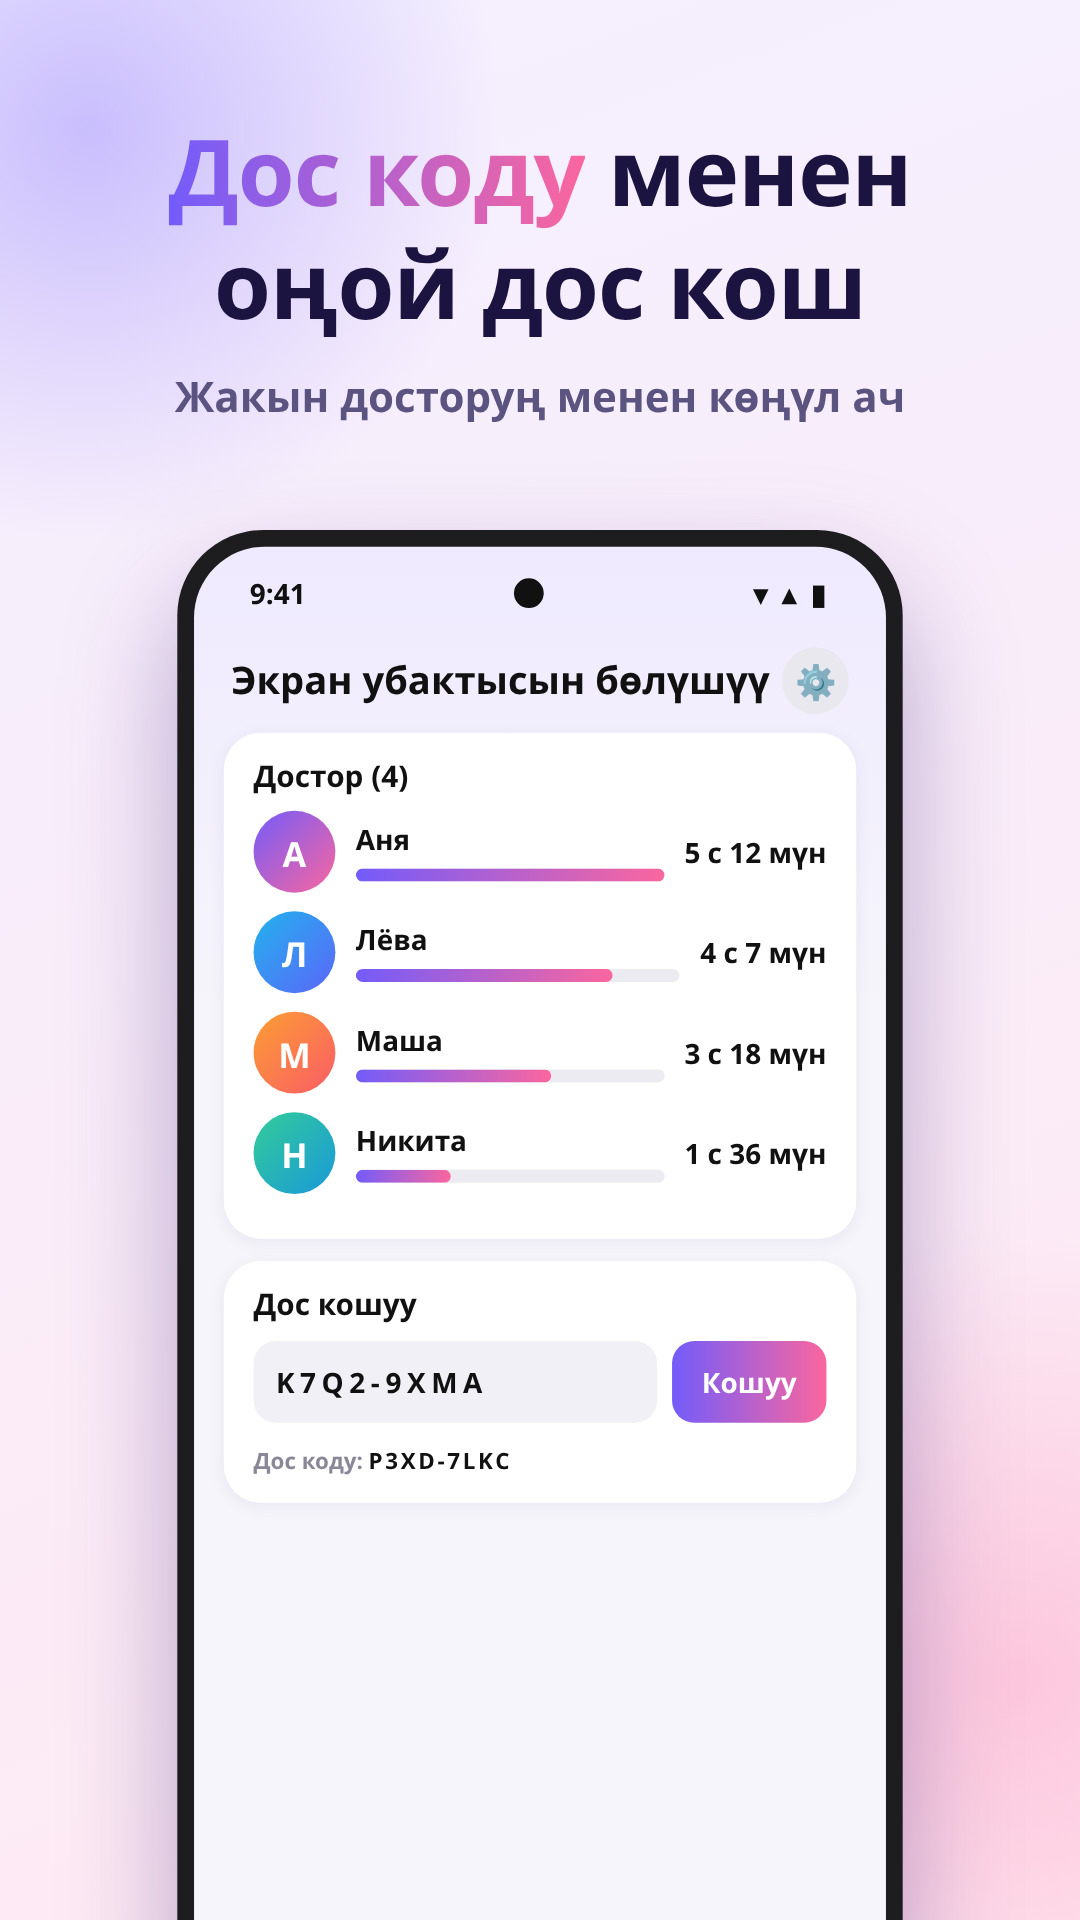 Дос коду менен
оңой дос кош
Жакын досторуң менен көңүл ач
9:41
Экран убактысын бөлүшүү
Достор (4)
А
Аня
5 с 12 мүн
Л
Лёва
4 с 7 мүн
М
Маша
3 с 18 мүн
Н
Никита
1 с 36 мүн
Дос кошуу
K7Q2-9XMA
Кошуу
Дос коду: P3XD-7LKC